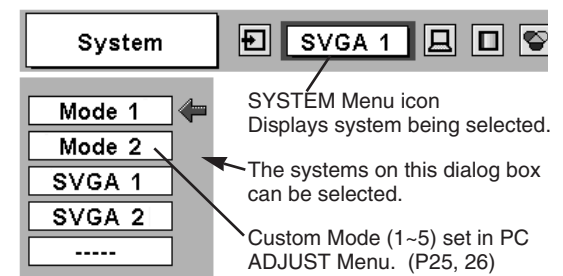 System
SVGA 1
SYSTEM Menu icon
Displays system being selected.
Mode 1
Mode 2
SVGA 1
SVGA 2
-----
The systems on this dialog box
can be selected.
Custom Mode (1~5) set in PC
ADJUST Menu.  (P25, 26)